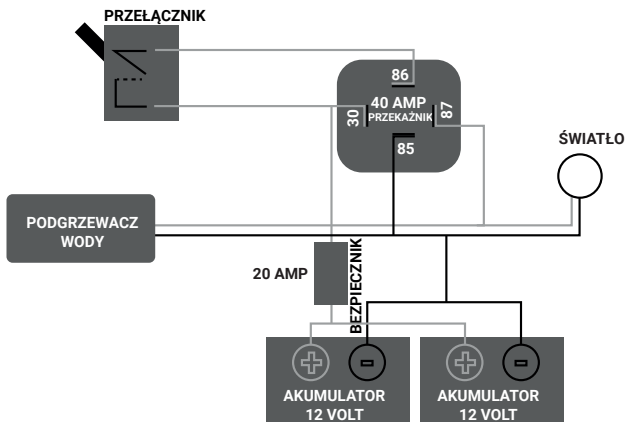 PRZEŁĄCZNIK
86
40 AMP
PRZEKAŹNIK
30
87
85
ŚWIATŁO
PODGRZEWACZ
WODY
20 AMP
BEZPIECZNIK
AKUMULATOR
12 VOLT
AKUMULATOR
12 VOLT